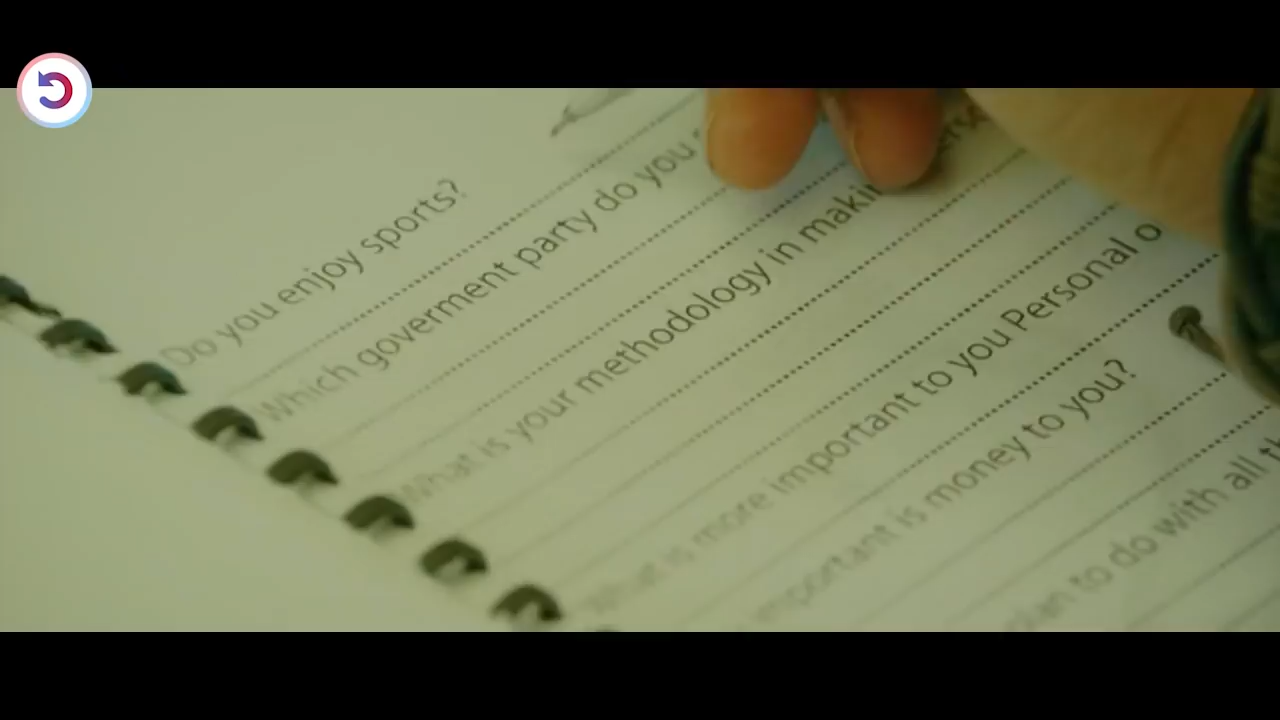 Do you enjoy sports?
Which goverment party do you
What is your methodology in
What is more important to you Personal
important is money to you?
plan to do with all